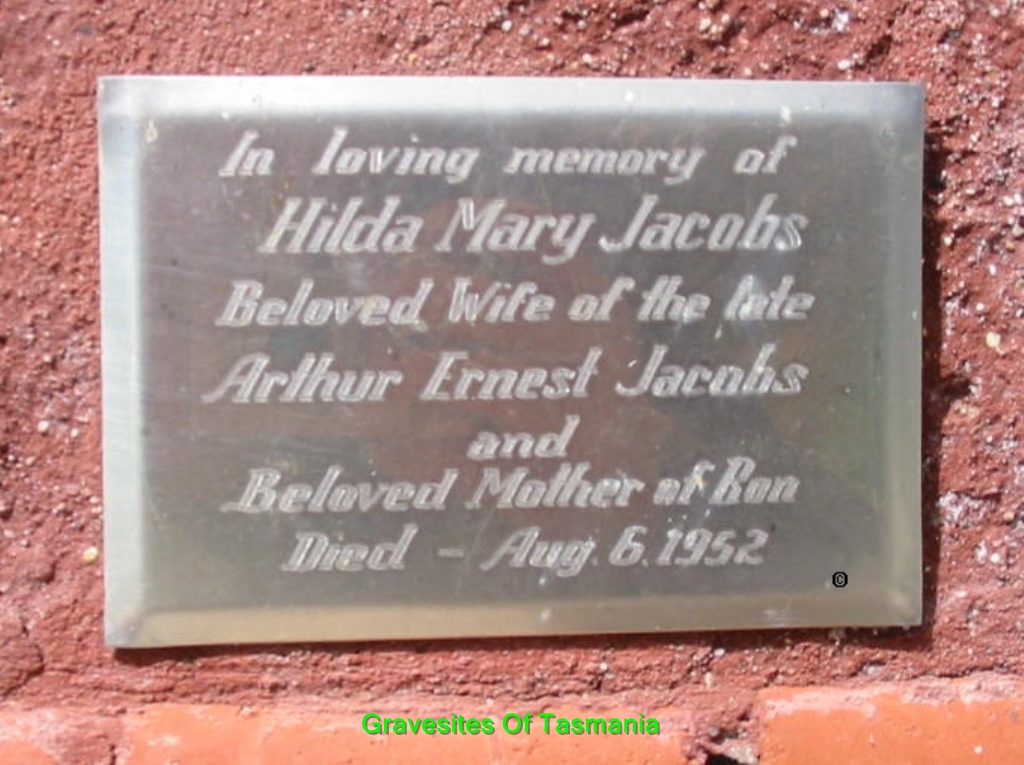 In loving memory of
Hilda Mary Jacobs
Beloved Wife of the late
Arthur Ernest Jacobs
and
Beloved Mother of Ron
Died - Aug. 6. 1952
©
Gravesites Of Tasmania